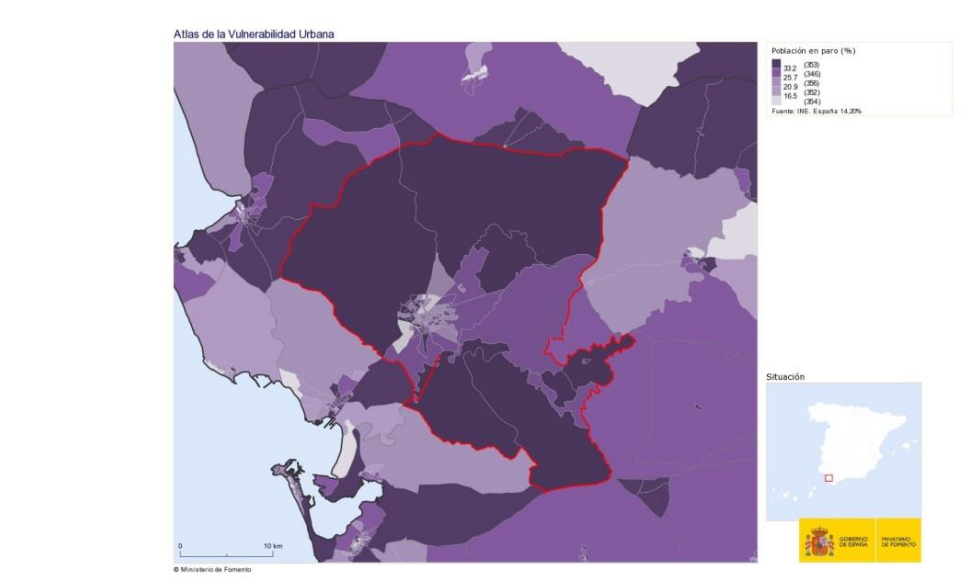 Atlas de la Vulnerabilidad Urbana
Población en paro (%)
33.2 (353)
25.7 (346)
20.9 (356)
16.5 (352)
(354)
Fuente: INE. España 14,20%
Situación
GOBIERNO DE ESPAÑA
MINISTERIO DE FOMENTO
0 10 km
© Ministerio de Fomento